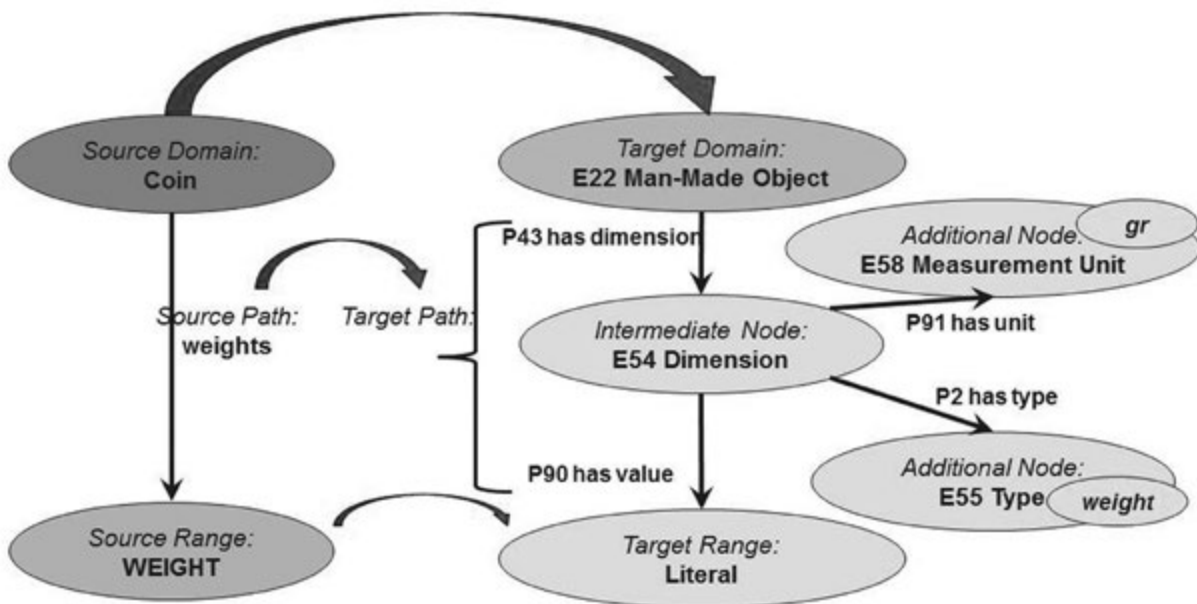 Source Domain:
Coin
Target Domain:
E22 Man-Made Object
P43 has dimension
gr
Additional Node:
E58 Measurement Unit
P91 has unit
Source Path:
weights
Target Path:
Intermediate Node:
E54 Dimension
P2 has type
P90 has value
Additional Node:
E55 Type
weight
Source Range:
WEIGHT
Target Range:
Literal